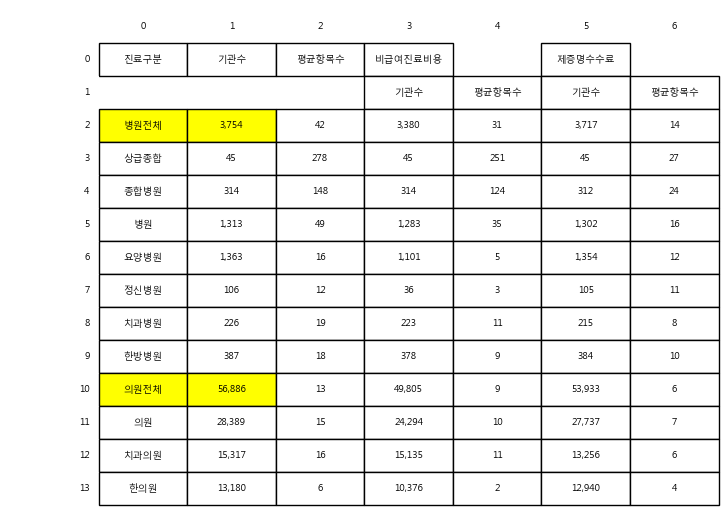 0 1 2 3 4 5 6
0 진료구분 기관수 평균항목수 비급여진료비용 제증명수수료
1 기관수 평균항목수 기관수 평균항목수
2 병원전체 3,754 42 3,380 31 3,717 14
3 상급종합 45 278 45 251 45 27
4 종합병원 314 148 314 124 312 24
5 병원 1,313 49 1,283 35 1,302 16
6 요양병원 1,363 16 1,101 5 1,354 12
7 정신병원 106 12 36 3 105 11
8 치과병원 226 19 223 11 215 8
9 한방병원 387 18 378 9 384 10
10 의원전체 56,886 13 49,805 9 53,933 6
11 의원 28,389 15 24,294 10 27,737 7
12 치과의원 15,317 16 15,135 11 13,256 6
13 한의원 13,180 6 10,376 2 12,940 4